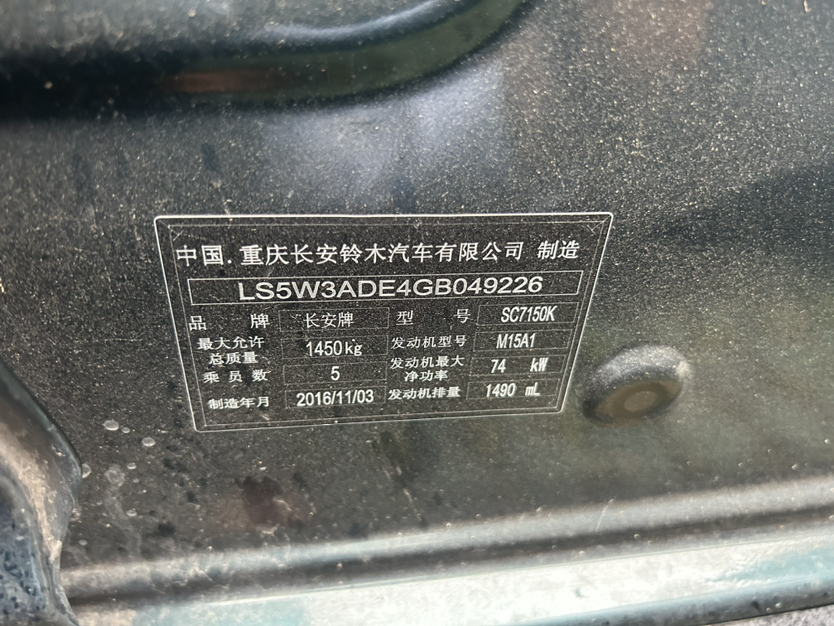 中国.重庆长安铃木汽车有限公司 制造
LS5W3ADE4GB049226
品 牌 长安牌 型 号 SC7150K
最大允许总质量 1450kg 发动机型号 M15A1
乘员数 5 发动机最大净功率 74 kW
制造年月 2016/11/03 发动机排量 1490 mL